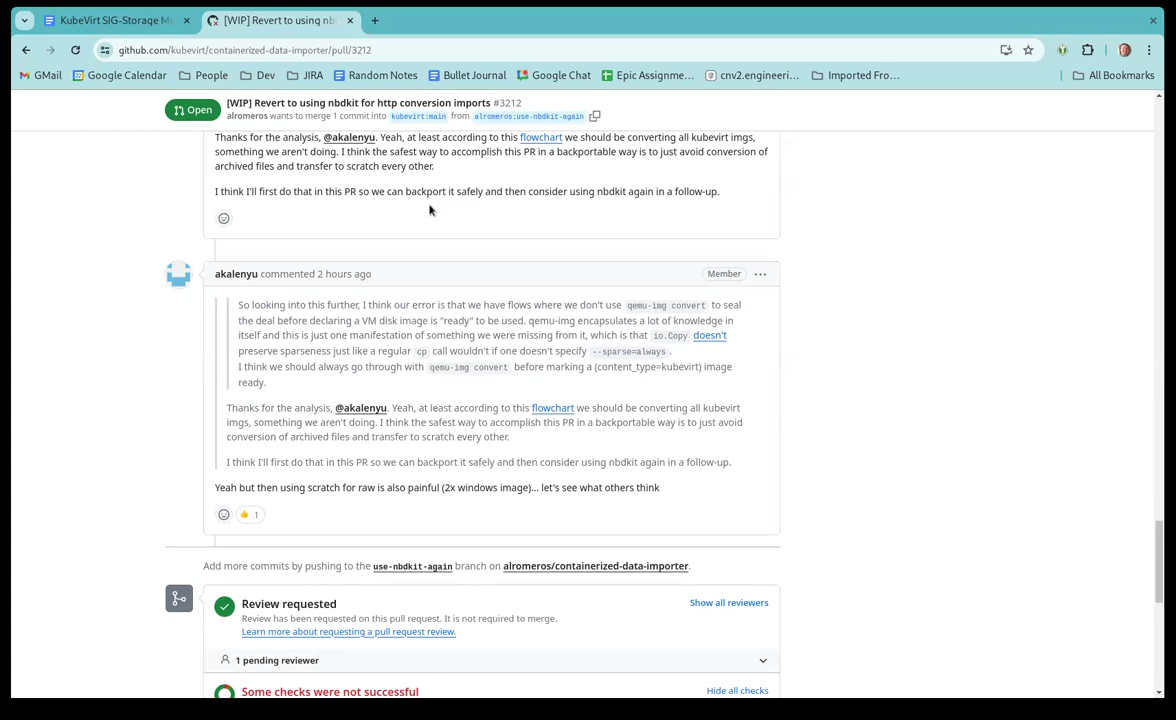 KubeVirt SIG-Storage Me
[WIP] Revert to using nb
github.com/kubevirt/containerized-data-importer/pull/3212
GMail
Google Calendar
People
Dev
JIRA
Random Notes
Bullet Journal
Google Chat
Epic Assignme...
cnv2.engineeri...
Imported Fro...
All Bookmarks
Open
[WIP] Revert to using nbdkit for http conversion imports #3212
alromeros wants to merge 1 commit into kubevirt:main from alromeros:use-nbdkit-again
Thanks for the analysis, @akalenyu. Yeah, at least according to this flowchart we should be converting all kubevirt imgs,
something we aren't doing. I think the safest way to accomplish this PR in a backportable way is to just avoid conversion of
archived files and transfer to scratch every other.
I think I'll first do that in this PR so we can backport it safely and then consider using nbdkit again in a follow-up.
akalenyu commented 2 hours ago
Member
So looking into this further, I think our error is that we have flows where we don't use qemu-img convert to seal
the deal before declaring a VM disk image is "ready" to be used. qemu-img encapsulates a lot of knowledge in
itself and this is just one manifestation of something we were missing from it, which is that io.Copy doesn't
preserve sparseness just like a regular cp call wouldn't if one doesn't specify --sparse=always.
I think we should always go through with qemu-img convert before marking a (content_type=kubevirt) image
ready.
Thanks for the analysis, @akalenyu. Yeah, at least according to this flowchart we should be converting all kubevirt
imgs, something we aren't doing. I think the safest way to accomplish this PR in a backportable way is to just avoid
conversion of archived files and transfer to scratch every other.
I think I'll first do that in this PR so we can backport it safely and then consider using nbdkit again in a follow-up.
Yeah but then using scratch for raw is also painful (2x windows image)... let's see what others think
1
Add more commits by pushing to the use-nbdkit-again branch on alromeros/containerized-data-importer.
Review requested
Show all reviewers
Review has been requested on this pull request. It is not required to merge.
Learn more about requesting a pull request review.
1 pending reviewer
Some checks were not successful
Hide all checks